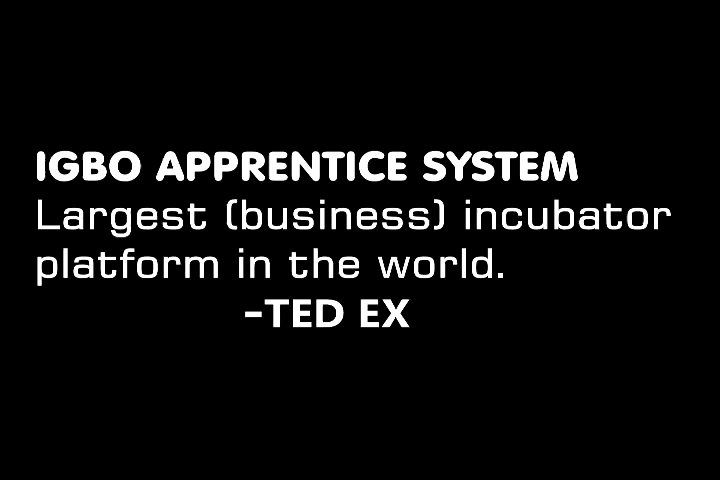 IGBO APPRENTICE SYSTEM
Largest (business) incubator
platform in the world.
-TED EX